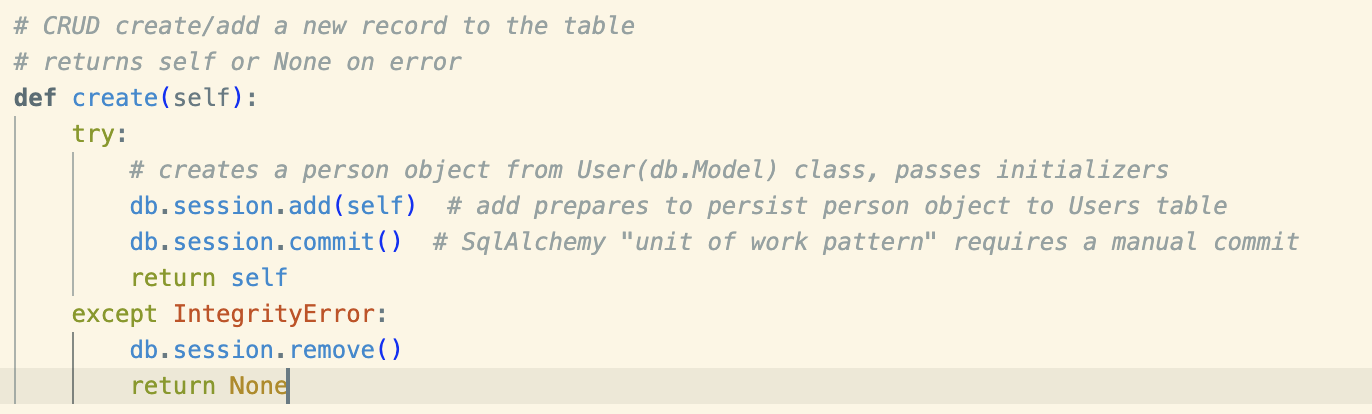 # CRUD create/add a new record to the table
# returns self or None on error
def create(self):
    try:
        # creates a person object from User(db.Model) class, passes initializers
        db.session.add(self)  # add prepares to persist person object to Users table
        db.session.commit()  # SqlAlchemy "unit of work pattern" requires a manual commit
        return self
    except IntegrityError:
        db.session.remove()
        return None